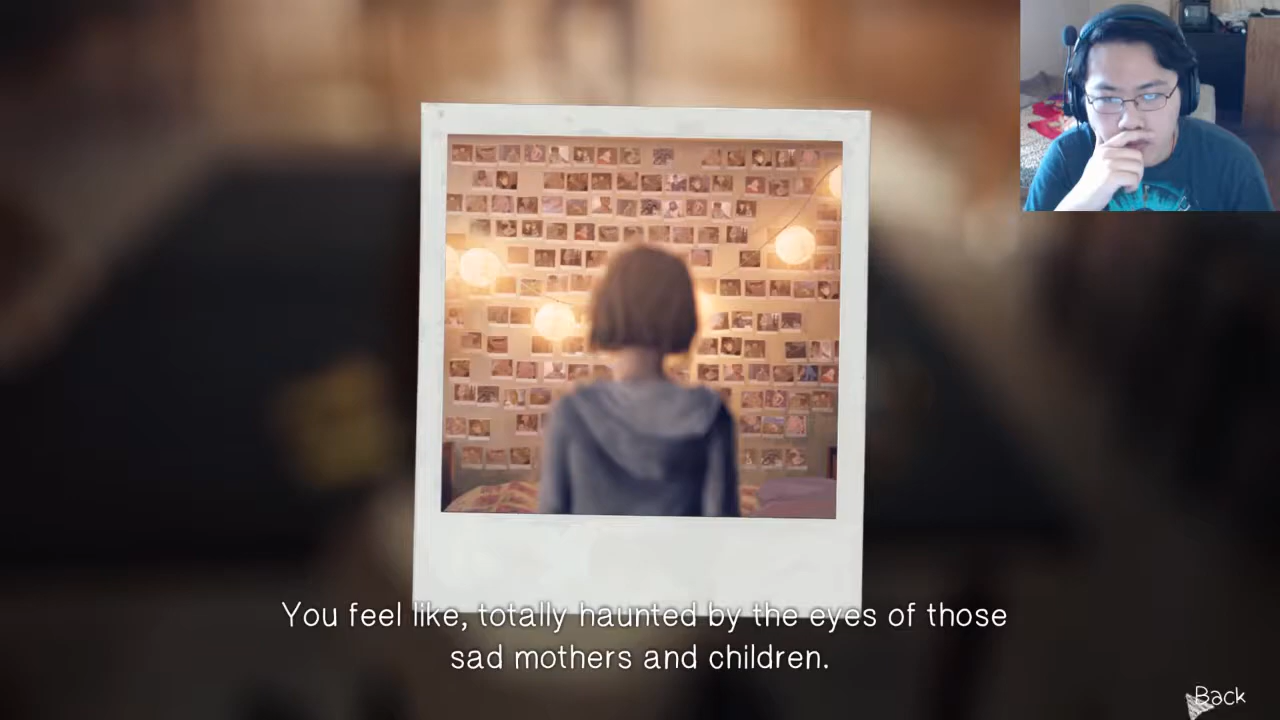 You feel like, totally haunted by the eyes of those
sad mothers and children.
Back